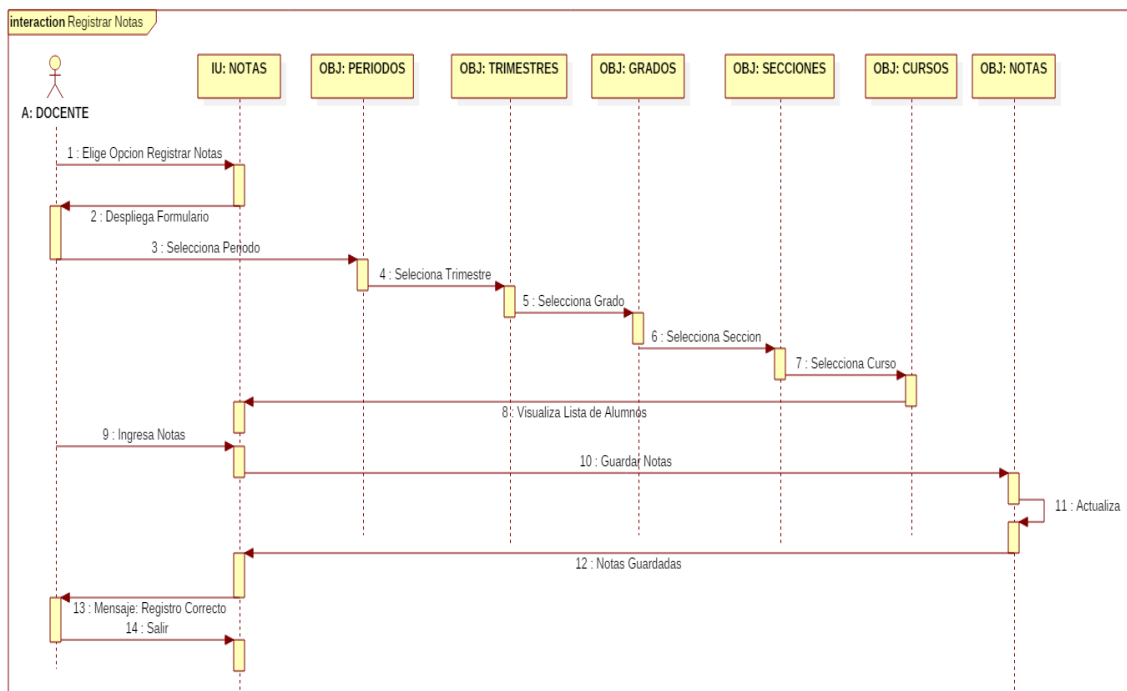 interaction Registrar Notas
IU: NOTAS
OBJ: PERIODOS
OBJ: TRIMESTRES
OBJ: GRADOS
OBJ: SECCIONES
OBJ: CURSOS
OBJ: NOTAS
A: DOCENTE
1 : Elige Opcion Registrar Notas
2 : Despliega Formulario
3 : Selecciona Periodo
4 : Seleciona Trimestre
5 : Selecciona Grado
6 : Selecciona Seccion
7 : Selecciona Curso
8 : Visualiza Lista de Alumnos
9 : Ingresa Notas
10 : Guardar Notas
11 : Actualiza
12 : Notas Guardadas
13 : Mensaje: Registro Correcto
14 : Salir